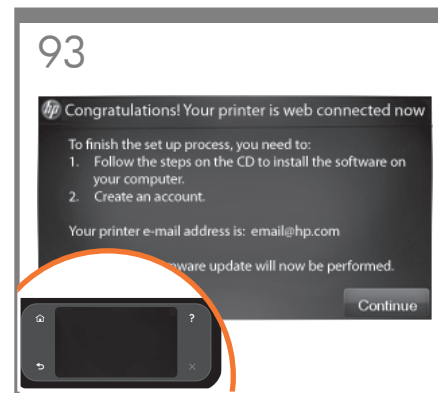 93
hp Congratulations! Your printer is web connected now
To finish the set up process, you need to:
1. Follow the steps on the CD to install the software on
your computer.
2. Create an account.
Your printer e-mail address is: email@hp.com
update will now be performed.
Continue
?